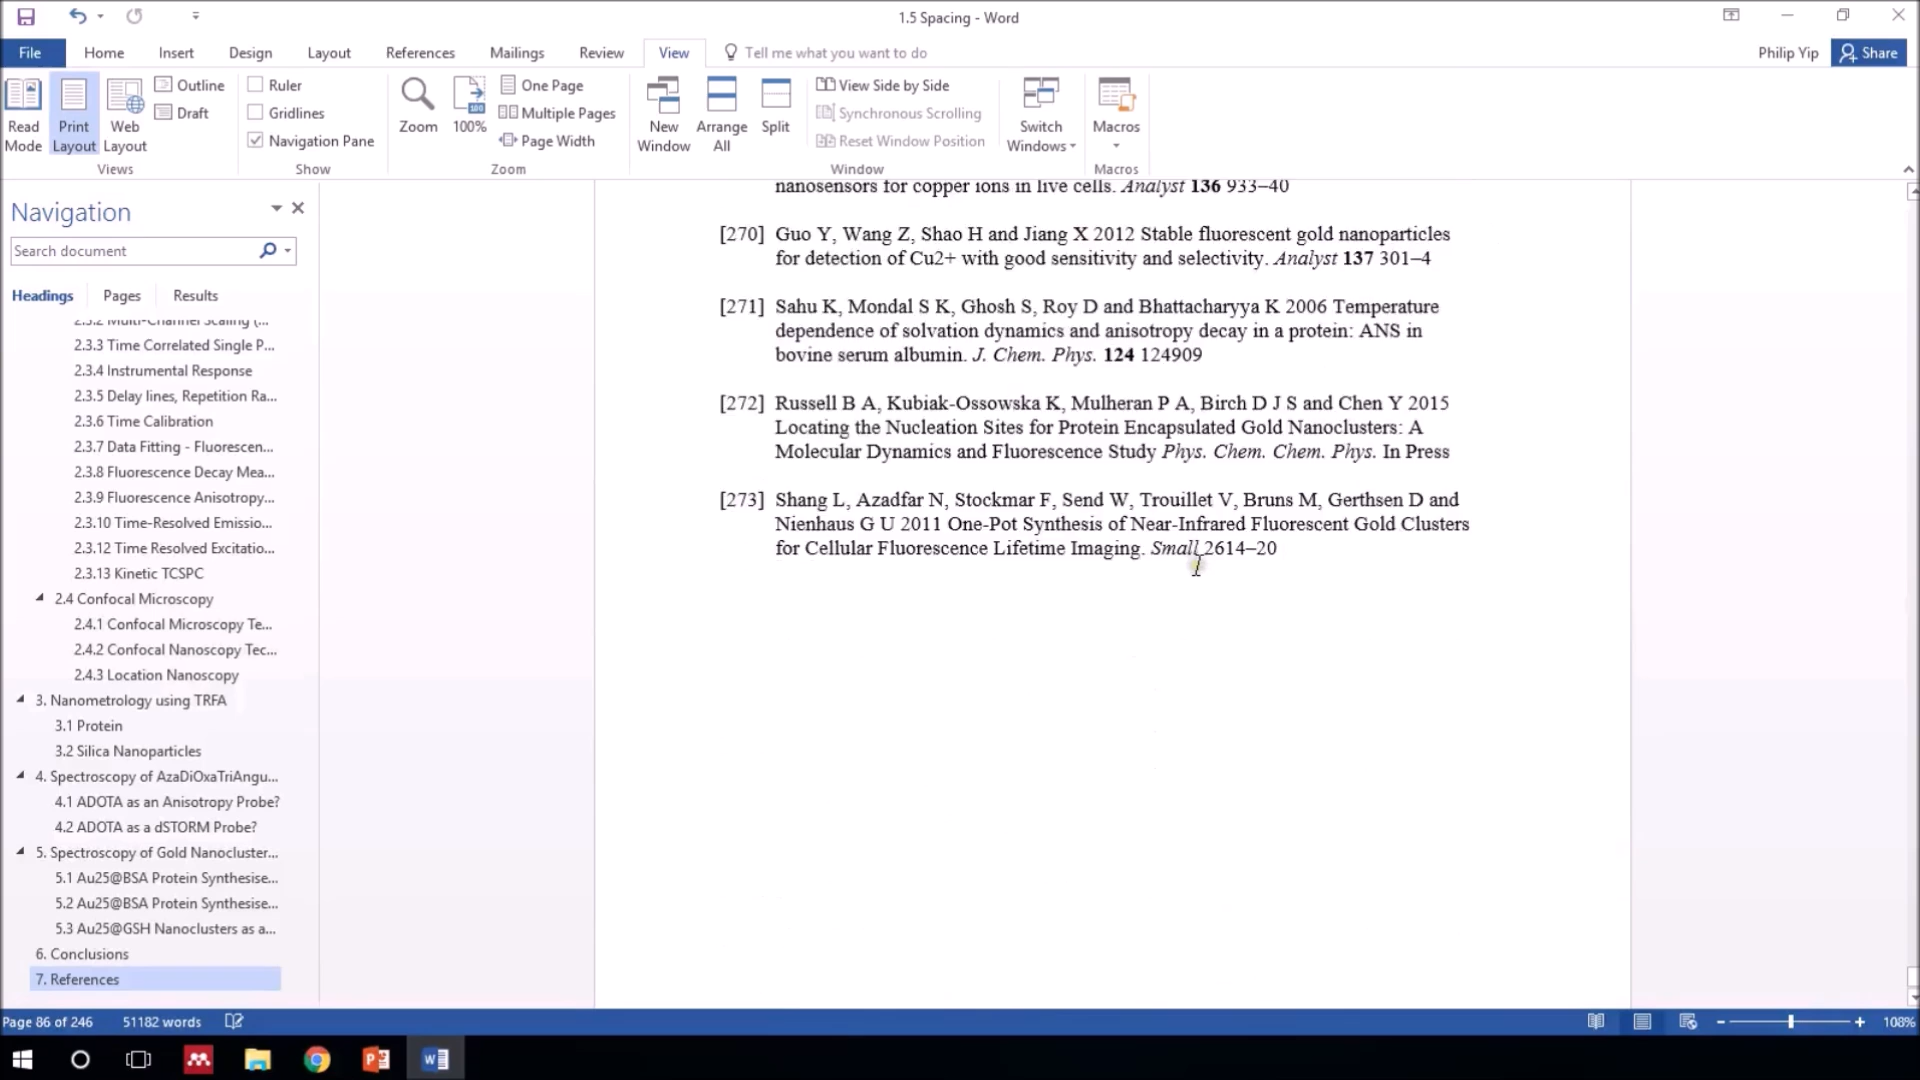 1.5 Spacing - Word
File Home Insert Design Layout References Mailings Review View Tell me what you want to do Philip Yip Share
Read Mode
Print Layout
Web Layout
Outline
Draft
Views
Ruler
Gridlines
Navigation Pane
Show
Zoom
100
100%
One Page
Multiple Pages
Page Width
Zoom
New Window
Arrange All
Split
View Side by Side
Synchronous Scrolling
Reset Window Position
Window
Switch Windows
Macros
Macros
Navigation
Search document
Headings Pages Results
2.3.2 Multi-Channel Scaling (...
2.3.3 Time Correlated Single P...
2.3.4 Instrumental Response
2.3.5 Delay lines, Repetition Ra...
2.3.6 Time Calibration
2.3.7 Data Fitting - Fluorescen...
2.3.8 Fluorescence Decay Mea...
2.3.9 Fluorescence Anisotropy...
2.3.10 Time-Resolved Emissio...
2.3.12 Time Resolved Excitatio...
2.3.13 Kinetic TCSPC
2.4 Confocal Microscopy
2.4.1 Confocal Microscopy Te...
2.4.2 Confocal Nanoscopy Tec...
2.4.3 Location Nanoscopy
3. Nanometrology using TRFA
3.1 Protein
3.2 Silica Nanoparticles
4. Spectroscopy of AzaDiOxaTriAngu...
4.1 ADOTA as an Anisotropy Probe?
4.2 ADOTA as a dSTORM Probe?
5. Spectroscopy of Gold Nanocluster...
5.1 Au25@BSA Protein Synthesise...
5.2 Au25@BSA Protein Synthesise...
5.3 Au25@GSH Nanoclusters as a...
6. Conclusions
7. References
nanosensors for copper ions in live cells. Analyst 136 933–40
[270] Guo Y, Wang Z, Shao H and Jiang X 2012 Stable fluorescent gold nanoparticles
for detection of Cu2+ with good sensitivity and selectivity. Analyst 137 301–4
[271] Sahu K, Mondal S K, Ghosh S, Roy D and Bhattacharyya K 2006 Temperature
dependence of solvation dynamics and anisotropy decay in a protein: ANS in
bovine serum albumin. J. Chem. Phys. 124 124909
[272] Russell B A, Kubiak-Ossowska K, Mulheran P A, Birch D J S and Chen Y 2015
Locating the Nucleation Sites for Protein Encapsulated Gold Nanoclusters: A
Molecular Dynamics and Fluorescence Study Phys. Chem. Chem. Phys. In Press
[273] Shang L, Azadfar N, Stockmar F, Send W, Trouillet V, Bruns M, Gerthsen D and
Nienhaus G U 2011 One-Pot Synthesis of Near-Infrared Fluorescent Gold Clusters
for Cellular Fluorescence Lifetime Imaging. Small 2614–20
Page 86 of 246 51182 words 108%